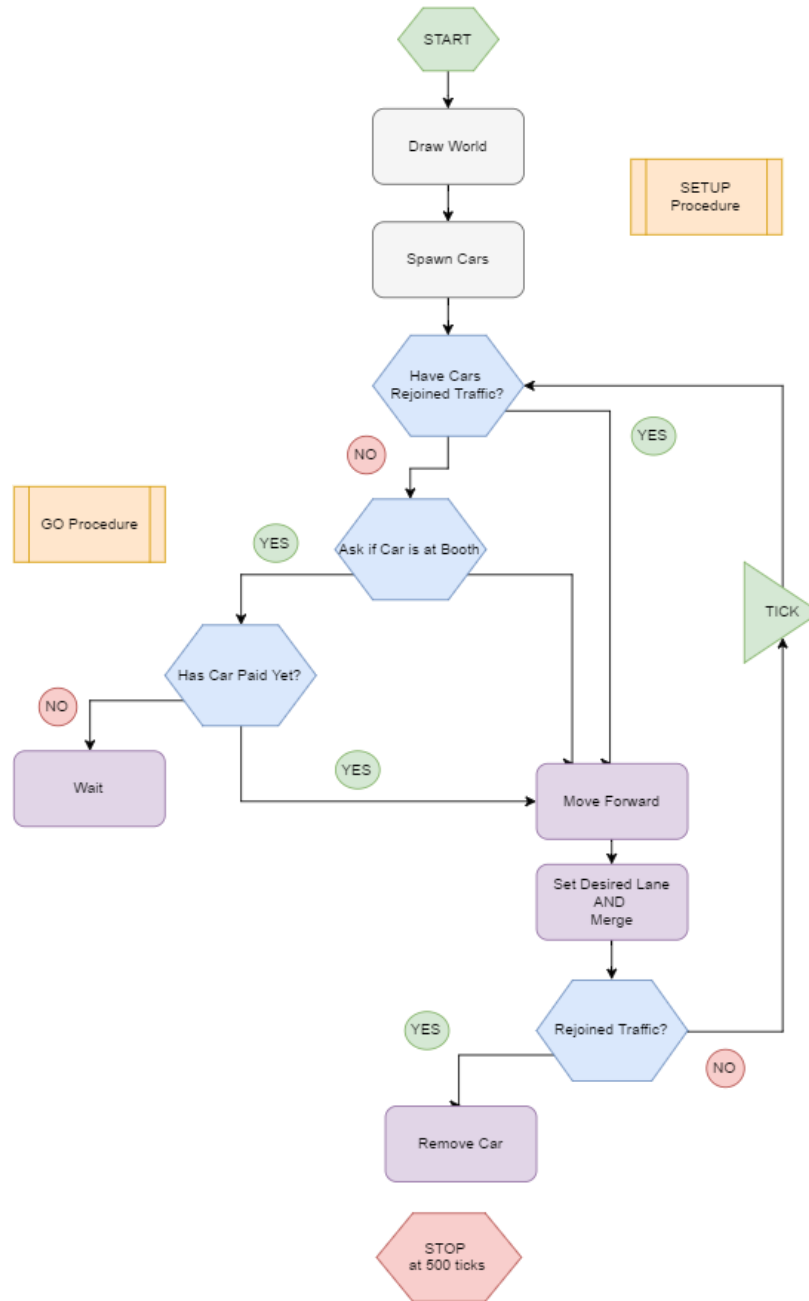 START
Draw World
SETUP
Procedure
Spawn Cars
Have Cars
Rejoined Traffic?
YES
NO
GO Procedure
YES
Ask if Car is at Booth
TICK
Has Car Paid Yet?
NO
Wait
YES
Move Forward
Set Desired Lane
AND
Merge
YES
Rejoined Traffic?
NO
Remove Car
STOP
at 500 ticks